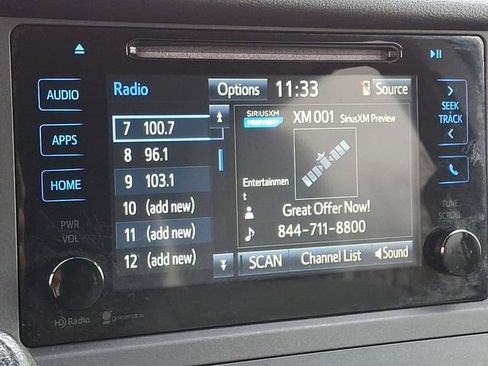 AUDIO
APPS
HOME
PWR
VOL
HD Radio
gracenote
Radio
Options
11:33
Source
7 100.7
8 96.1
9 103.1
10 (add new)
11 (add new)
12 (add new)
SIRIUSXM
PREVIEW
XM 001 SiriusXM Preview
Entertainmen
t
Great Offer Now!
844-711-8800
SCAN
Channel List
Sound
SEEK
TRACK
TUNE
SCROLL